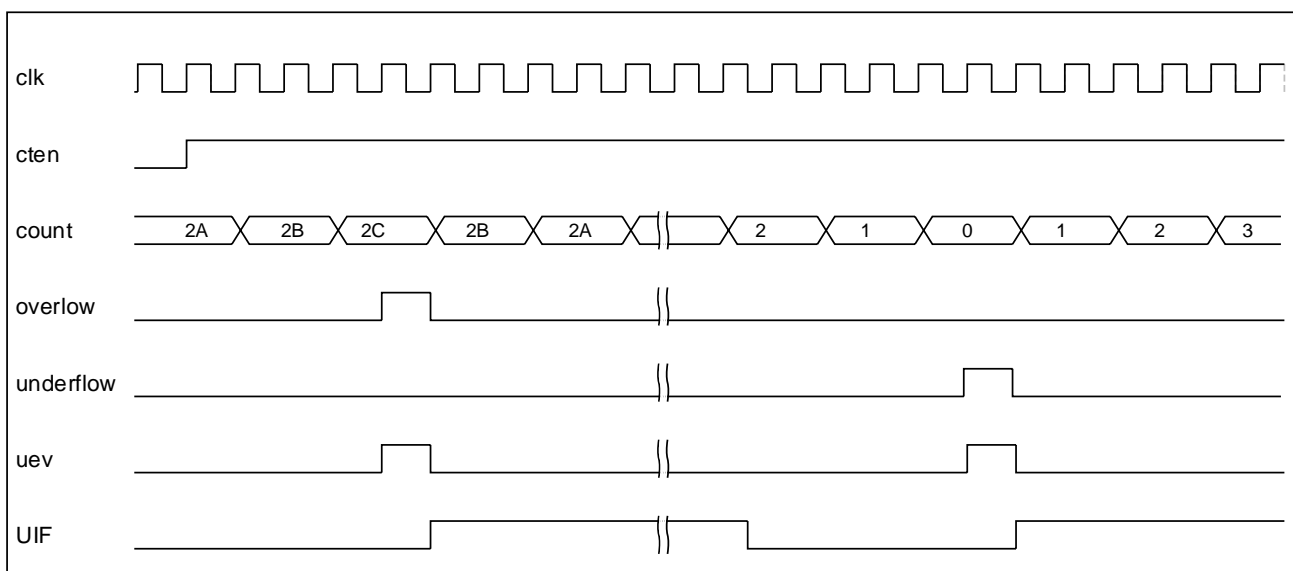 clk
cten
count 2A 2B 2C 2B 2A 2 1 0 1 2 3
overlow
underflow
uev
UIF